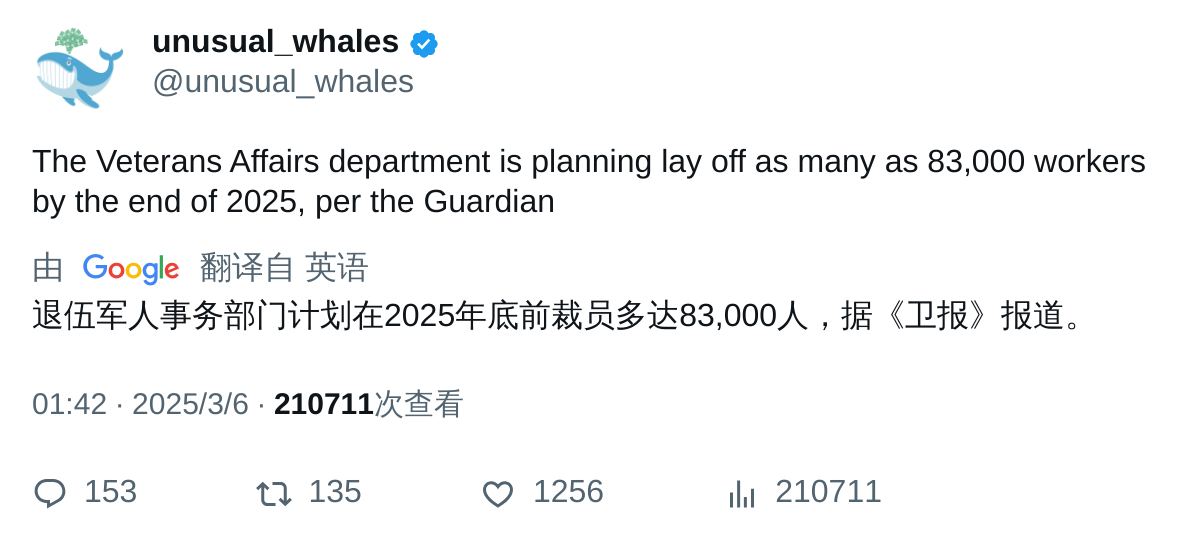 unusual_whales
@unusual_whales
The Veterans Affairs department is planning lay off as many as 83,000 workers
by the end of 2025, per the Guardian
由 Google 翻译自 英语
退伍军人事务部门计划在2025年底前裁员多达83,000人，据《卫报》报道。
01:42 · 2025/3/6 · 210711次查看
153 135 1256 210711